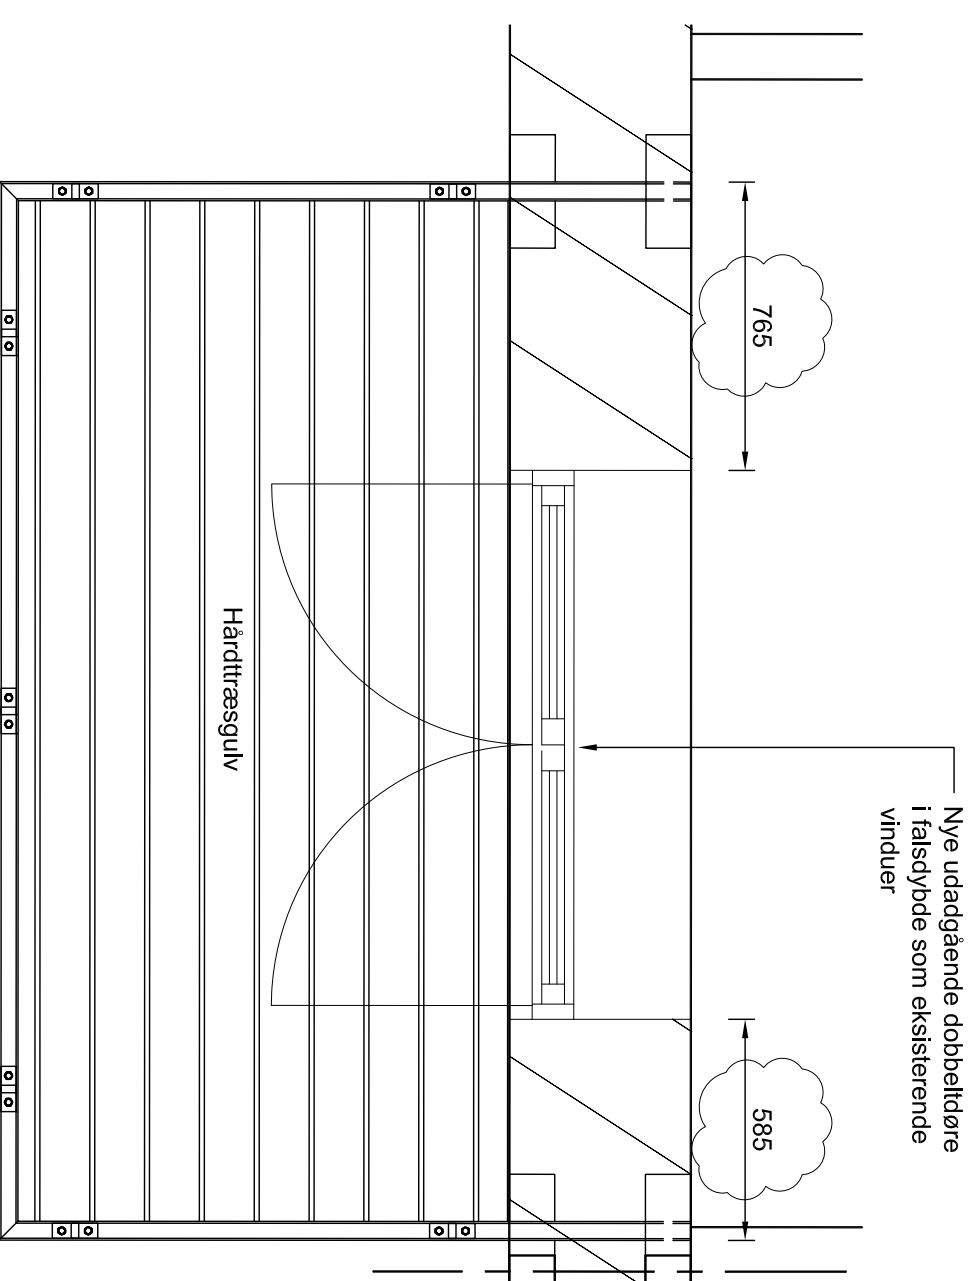 Nye udadgående dobbeltdøre
i falsdybde som eksisterende
vinduer
765
585
Hårdttræsgulv